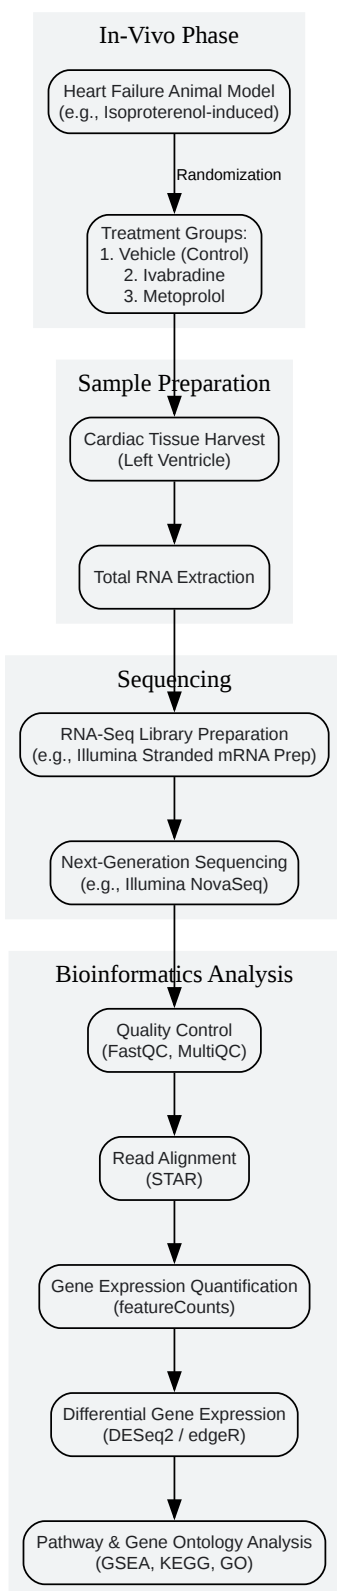 In-Vivo Phase
Heart Failure Animal Model
(e.g., Isoproterenol-induced)
Randomization
Treatment Groups:
1. Vehicle (Control)
2. Ivabradine
3. Metoprolol
Sample Preparation
Cardiac Tissue Harvest
(Left Ventricle)
Total RNA Extraction
Sequencing
RNA-Seq Library Preparation
(e.g., Illumina Stranded mRNA Prep)
Next-Generation Sequencing
(e.g., Illumina NovaSeq)
Bioinformatics Analysis
Quality Control
(FastQC, MultiQC)
Read Alignment
(STAR)
Gene Expression Quantification
(featureCounts)
Differential Gene Expression
(DESeq2 / edgeR)
Pathway & Gene Ontology Analysis
(GSEA, KEGG, GO)